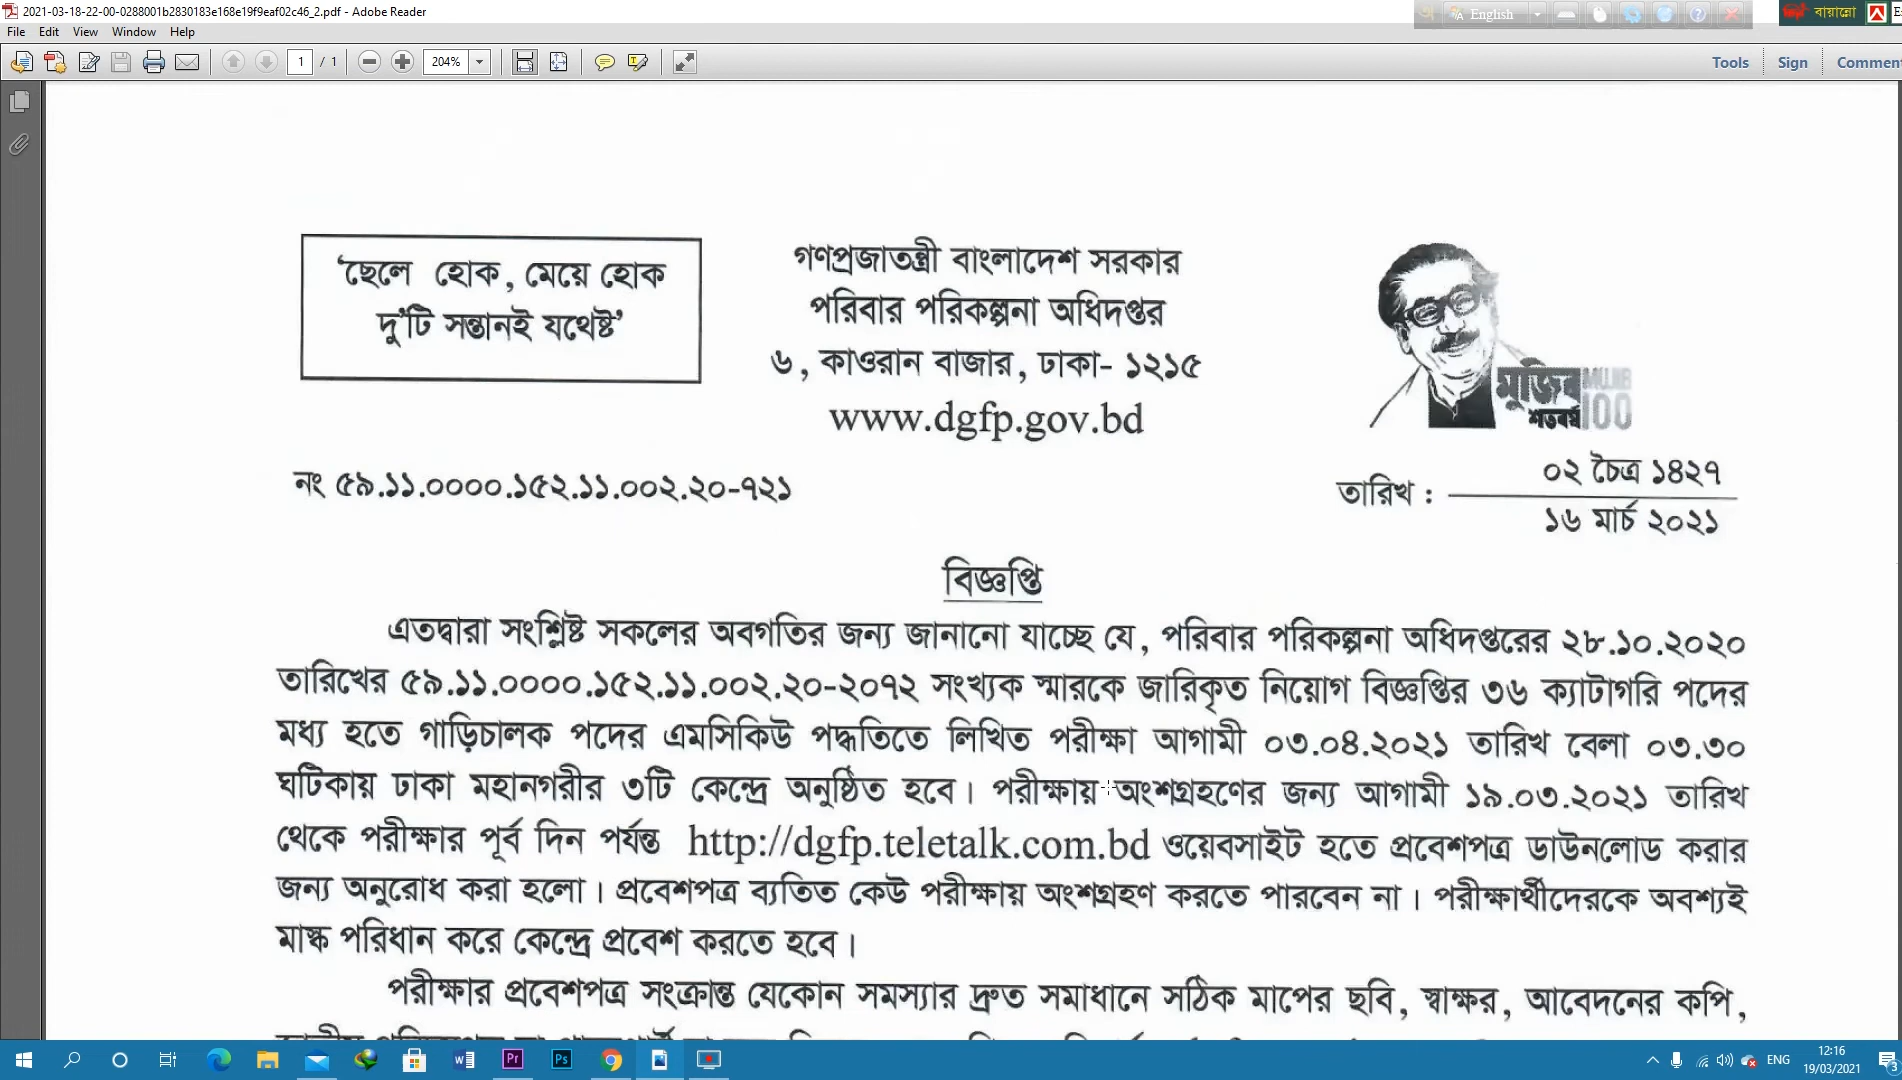 2021-03-18-22-00-0288001b2830183e168e19f9eaf02c46_2.pdf - Adobe Reader
English
বায়ান্নো
File Edit View Window Help
1 / 1 204% Tools Sign Comment
‘ছেলে হোক, মেয়ে হোক
দু’টি সন্তানই যথেষ্ট’
গণপ্রজাতন্ত্রী বাংলাদেশ সরকার
পরিবার পরিকল্পনা অধিদপ্তর
৬, কাওরান বাজার, ঢাকা- ১২১৫
www.dgfp.gov.bd
মুজিব MUJIB
শতবর্ষ 100
নং ৫৯.১১.০০০০.১৫২.১১.০০২.২০-৭২১
তারিখ :
০২ চৈত্র ১৪২৭
১৬ মার্চ ২০২১
বিজ্ঞপ্তি
এতদ্বারা সংশ্লিষ্ট সকলের অবগতির জন্য জানানো যাচ্ছে যে, পরিবার পরিকল্পনা অধিদপ্তরের ২৮.১০.২০২০
তারিখের ৫৯.১১.০০০০.১৫২.১১.০০২.২০-২০৭২ সংখ্যক স্মারকে জারিকৃত নিয়োগ বিজ্ঞপ্তির ৩৬ ক্যাটাগরি পদের
মধ্য হতে গাড়িচালক পদের এমসিকিউ পদ্ধতিতে লিখিত পরীক্ষা আগামী ০৩.০৪.২০২১ তারিখ বেলা ০৩.৩০
ঘটিকায় ঢাকা মহানগরীর ৩টি কেন্দ্রে অনুষ্ঠিত হবে। পরীক্ষায় অংশগ্রহণের জন্য আগামী ১৯.০৩.২০২১ তারিখ
থেকে পরীক্ষার পূর্ব দিন পর্যন্ত http://dgfp.teletalk.com.bd ওয়েবসাইট হতে প্রবেশপত্র ডাউনলোড করার
জন্য অনুরোধ করা হলো। প্রবেশপত্র ব্যতিত কেউ পরীক্ষায় অংশগ্রহণ করতে পারবেন না। পরীক্ষার্থীদেরকে অবশ্যই
মাস্ক পরিধান করে কেন্দ্রে প্রবেশ করতে হবে।
পরীক্ষার প্রবেশপত্র সংক্রান্ত যেকোন সমস্যার দ্রুত সমাধানে সঠিক মাপের ছবি, স্বাক্ষর, আবেদনের কপি,
ENG
12:16
19/03/2021